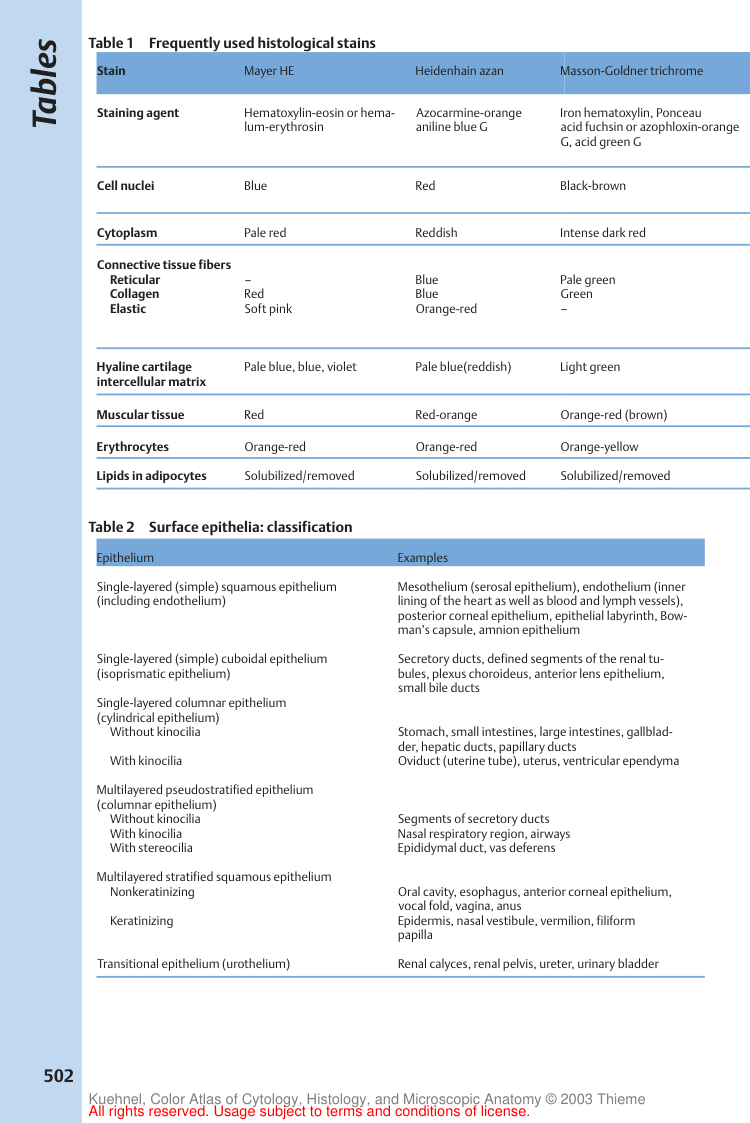 Tables
Table 1 Frequently used histological stains
Stain Mayer HE Heidenhain azan Masson-Goldner trichrome
Staining agent Hematoxylin-eosin or hema- Azocarmine-orange Iron hematoxylin, Ponceau
lum-erythrosin aniline blue G acid fuchsin or azophloxin-orange
G, acid green G
Cell nuclei Blue Red Black-brown
Cytoplasm Pale red Reddish Intense dark red
Connective tissue fibers
Reticular – Blue Pale green
Collagen Red Blue Green
Elastic Soft pink Orange-red –
Hyaline cartilage Pale blue, blue, violet Pale blue(reddish) Light green
intercellular matrix
Muscular tissue Red Red-orange Orange-red (brown)
Erythrocytes Orange-red Orange-red Orange-yellow
Lipids in adipocytes Solubilized/removed Solubilized/removed Solubilized/removed
Table 2 Surface epithelia: classification
Epithelium Examples
Single-layered (simple) squamous epithelium Mesothelium (serosal epithelium), endothelium (inner
(including endothelium) lining of the heart as well as blood and lymph vessels),
posterior corneal epithelium, epithelial labyrinth, Bow-
man's capsule, amnion epithelium
Single-layered (simple) cuboidal epithelium Secretory ducts, defined segments of the renal tu-
(isoprismatic epithelium) bules, plexus choroideus, anterior lens epithelium,
small bile ducts
Single-layered columnar epithelium
(cylindrical epithelium)
Without kinocilia Stomach, small intestines, large intestines, gallblad-
der, hepatic ducts, papillary ducts
With kinocilia Oviduct (uterine tube), uterus, ventricular ependyma
Multilayered pseudostratified epithelium
(columnar epithelium)
Without kinocilia Segments of secretory ducts
With kinocilia Nasal respiratory region, airways
With stereocilia Epididymal duct, vas deferens
Multilayered stratified squamous epithelium
Nonkeratinizing Oral cavity, esophagus, anterior corneal epithelium,
vocal fold, vagina, anus
Keratinizing Epidermis, nasal vestibule, vermilion, filiform
papilla
Transitional epithelium (urothelium) Renal calyces, renal pelvis, ureter, urinary bladder
502
Kuehnel, Color Atlas of Cytology, Histology, and Microscopic Anatomy © 2003 Thieme
All rights reserved. Usage subject to terms and conditions of license.